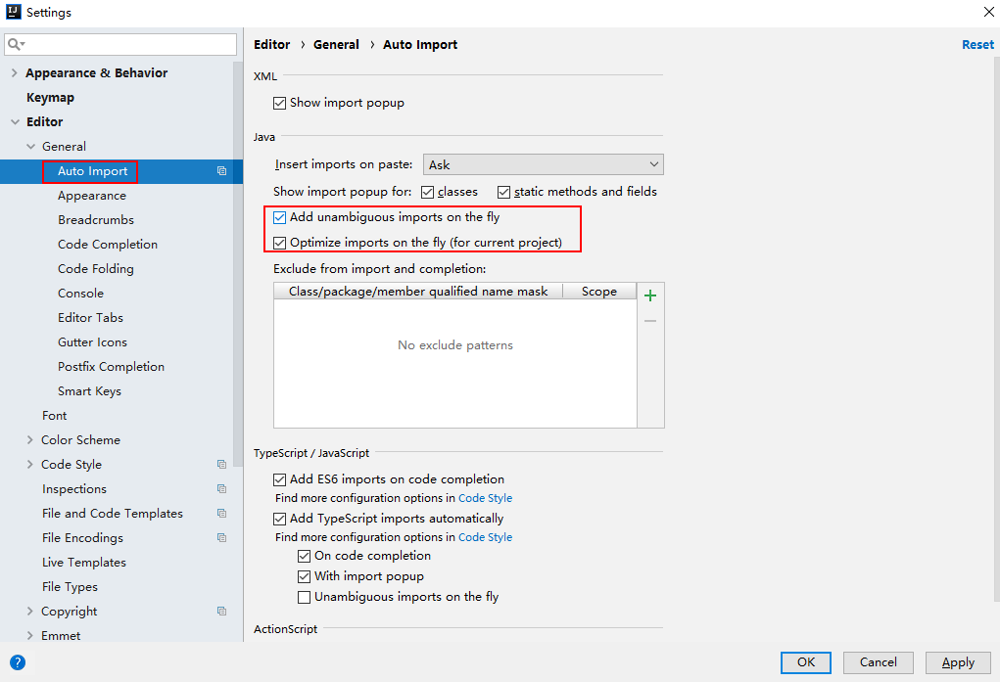 IJ Settings
Appearance & Behavior
Keymap
Editor
General
Auto Import
Appearance
Breadcrumbs
Code Completion
Code Folding
Console
Editor Tabs
Gutter Icons
Postfix Completion
Smart Keys
Font
Color Scheme
Code Style
Inspections
File and Code Templates
File Encodings
Live Templates
File Types
Copyright
Emmet
?
Editor › General › Auto Import Reset
XML
Show import popup
Java
Insert imports on paste: Ask
Show import popup for: classes static methods and fields
Add unambiguous imports on the fly
Optimize imports on the fly (for current project)
Exclude from import and completion:
Class/package/member qualified name mask Scope
No exclude patterns
TypeScript / JavaScript
Add ES6 imports on code completion
Find more configuration options in Code Style
Add TypeScript imports automatically
Find more configuration options in Code Style
On code completion
With import popup
Unambiguous imports on the fly
ActionScript
OK Cancel Apply